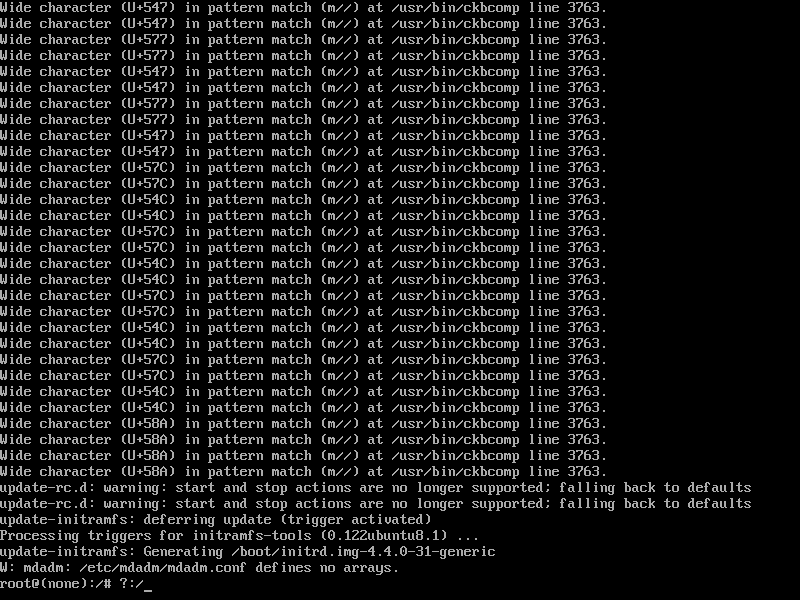 Wide character (U+547) in pattern match (m//) at /usr/bin/ckbcomp line 3763.
Wide character (U+547) in pattern match (m//) at /usr/bin/ckbcomp line 3763.
Wide character (U+577) in pattern match (m//) at /usr/bin/ckbcomp line 3763.
Wide character (U+577) in pattern match (m//) at /usr/bin/ckbcomp line 3763.
Wide character (U+547) in pattern match (m//) at /usr/bin/ckbcomp line 3763.
Wide character (U+547) in pattern match (m//) at /usr/bin/ckbcomp line 3763.
Wide character (U+577) in pattern match (m//) at /usr/bin/ckbcomp line 3763.
Wide character (U+577) in pattern match (m//) at /usr/bin/ckbcomp line 3763.
Wide character (U+547) in pattern match (m//) at /usr/bin/ckbcomp line 3763.
Wide character (U+547) in pattern match (m//) at /usr/bin/ckbcomp line 3763.
Wide character (U+57C) in pattern match (m//) at /usr/bin/ckbcomp line 3763.
Wide character (U+57C) in pattern match (m//) at /usr/bin/ckbcomp line 3763.
Wide character (U+54C) in pattern match (m//) at /usr/bin/ckbcomp line 3763.
Wide character (U+54C) in pattern match (m//) at /usr/bin/ckbcomp line 3763.
Wide character (U+57C) in pattern match (m//) at /usr/bin/ckbcomp line 3763.
Wide character (U+57C) in pattern match (m//) at /usr/bin/ckbcomp line 3763.
Wide character (U+54C) in pattern match (m//) at /usr/bin/ckbcomp line 3763.
Wide character (U+54C) in pattern match (m//) at /usr/bin/ckbcomp line 3763.
Wide character (U+57C) in pattern match (m//) at /usr/bin/ckbcomp line 3763.
Wide character (U+57C) in pattern match (m//) at /usr/bin/ckbcomp line 3763.
Wide character (U+54C) in pattern match (m//) at /usr/bin/ckbcomp line 3763.
Wide character (U+54C) in pattern match (m//) at /usr/bin/ckbcomp line 3763.
Wide character (U+57C) in pattern match (m//) at /usr/bin/ckbcomp line 3763.
Wide character (U+57C) in pattern match (m//) at /usr/bin/ckbcomp line 3763.
Wide character (U+54C) in pattern match (m//) at /usr/bin/ckbcomp line 3763.
Wide character (U+54C) in pattern match (m//) at /usr/bin/ckbcomp line 3763.
Wide character (U+58A) in pattern match (m//) at /usr/bin/ckbcomp line 3763.
Wide character (U+58A) in pattern match (m//) at /usr/bin/ckbcomp line 3763.
Wide character (U+58A) in pattern match (m//) at /usr/bin/ckbcomp line 3763.
Wide character (U+58A) in pattern match (m//) at /usr/bin/ckbcomp line 3763.
update-rc.d: warning: start and stop actions are no longer supported; falling back to defaults
update-rc.d: warning: start and stop actions are no longer supported; falling back to defaults
update-initramfs: deferring update (trigger activated)
Processing triggers for initramfs-tools (0.122ubuntu8.1) ...
update-initramfs: Generating /boot/initrd.img-4.4.0-31-generic
W: mdadm: /etc/mdadm/mdadm.conf defines no arrays.
root@(none):/# ?:/_